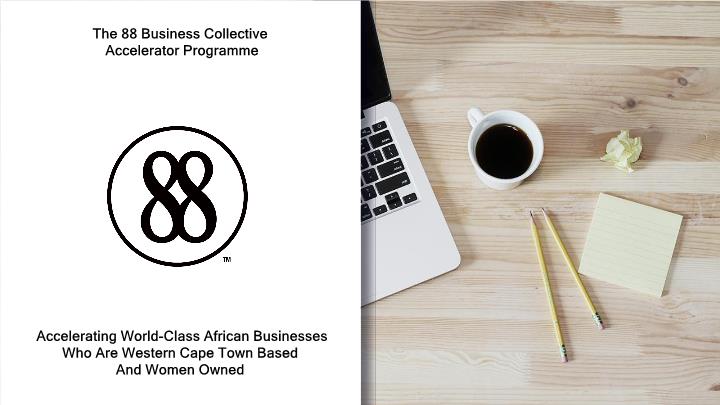 The 88 Business Collective
Accelerator Programme
88
TM
Accelerating World-Class African Businesses
Who Are Western Cape Town Based
And Women Owned